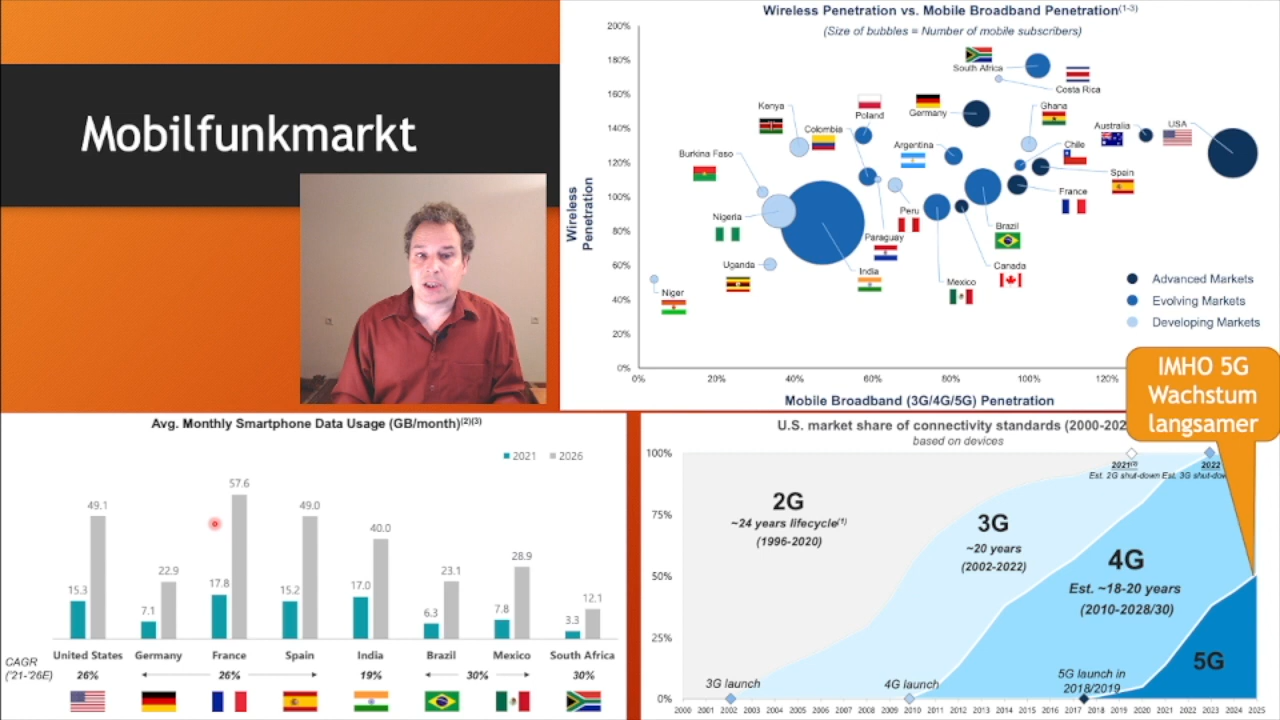 Mobilfunkmarkt
Wireless Penetration vs. Mobile Broadband Penetration(1-3)
(Size of bubbles = Number of mobile subscribers)
200%
180%
160%
140%
120%
100%
80%
60%
40%
20%
0%
Wireless
Penetration
South Africa
Costa Rica
Kenya
Poland
Germany
Ghana
Colombia
Australia
USA
Argentina
Chile
Burkina Faso
Spain
France
Nigeria
Peru
Brazil
Paraguay
Uganda
India
Canada
Mexico
Niger
Advanced Markets
Evolving Markets
Developing Markets
0% 20% 40% 60% 80% 100% 120%
Mobile Broadband (3G/4G/5G) Penetration
IMHO 5G
Wachstum
langsamer
Avg. Monthly Smartphone Data Usage (GB/month)(2)(3)
2021 2026
15.3 49.1 7.1 22.9 17.8 57.6 15.2 49.0 17.0 40.0 6.3 23.1 7.8 28.9 3.3 12.1
United States Germany France Spain India Brazil Mexico South Africa
CAGR
('21-'26E) 26% 26% 19% 30% 30%
U.S. market share of connectivity standards (2000-202
based on devices
100%
75%
50%
25%
0%
2021(2) 2022
Est. 2G shut-down Est. 3G shut-dow
2G
~24 years lifecycle(1)
(1996-2020)
3G
~20 years
(2002-2022)
4G
Est. ~18-20 years
(2010-2028/30)
5G
3G launch
4G launch
5G launch in
2018/2019
2000 2001 2002 2003 2004 2005 2006 2007 2008 2009 2010 2011 2012 2013 2014 2015 2016 2017 2018 2019 2020 2021 2022 2023 2024 2025